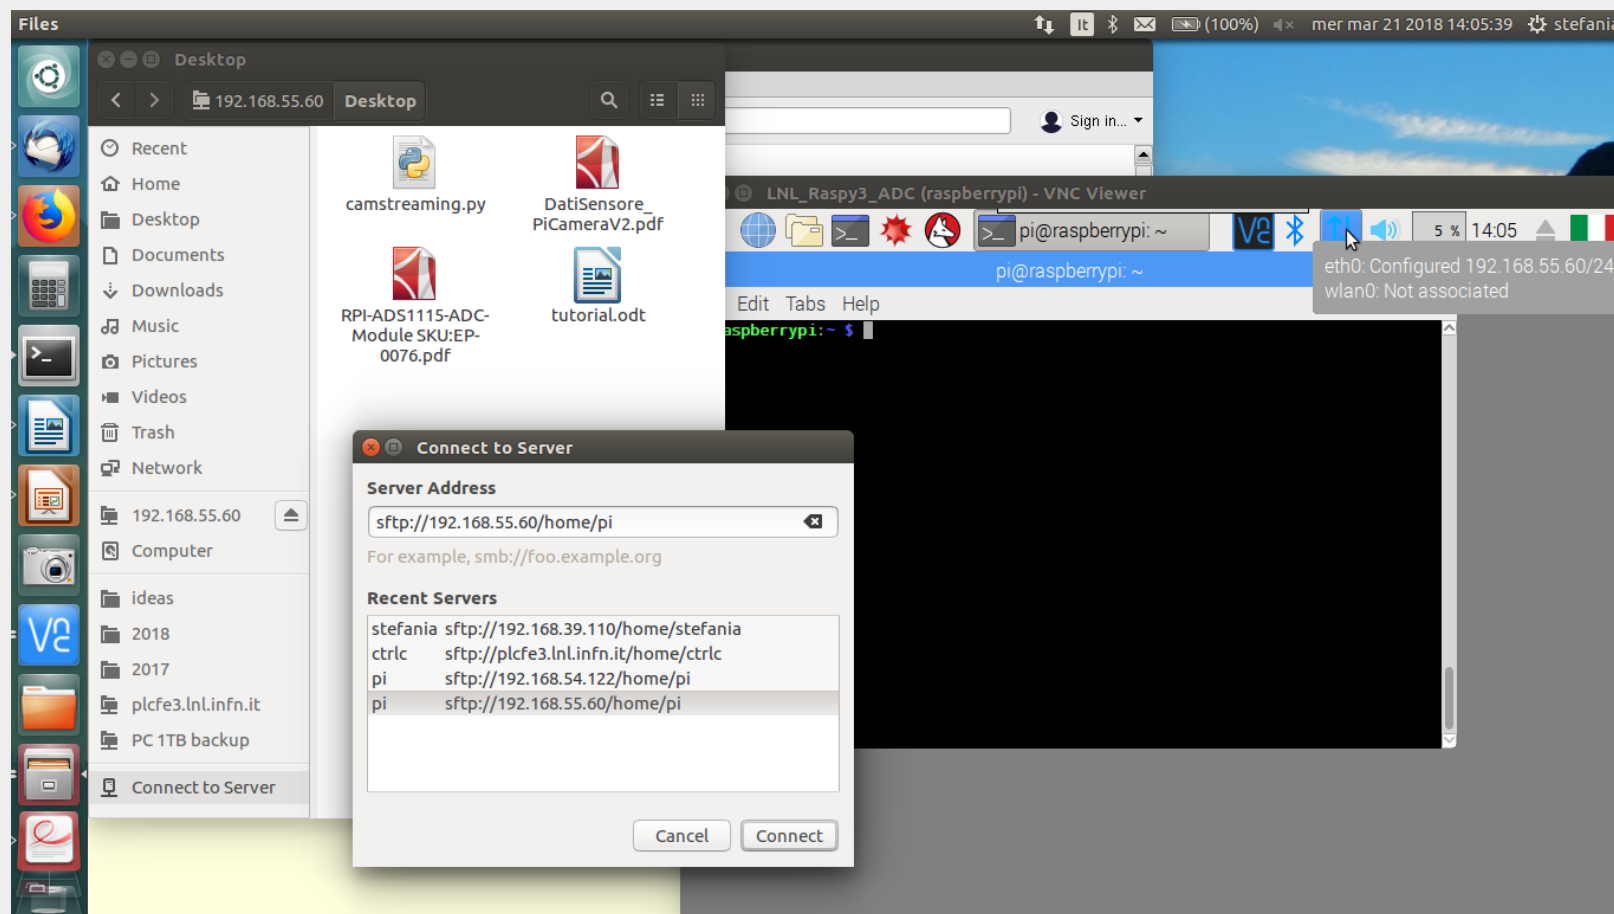 Files
It
(100%)
mer mar 21 2018 14:05:39
stefania
Desktop
192.168.55.60
Desktop
Recent
Home
Desktop
Documents
Downloads
Music
Pictures
Videos
Trash
Network
192.168.55.60
Computer
ideas
2018
2017
plcfe3.lnl.infn.it
PC 1TB backup
Connect to Server
camstreaming.py
DatiSensore_
PiCameraV2.pdf
RPI-ADS1115-ADC-
Module SKU:EP-
0076.pdf
tutorial.odt
Sign in...
LNL_Raspy3_ADC (raspberrypi) - VNC Viewer
pi@raspberrypi: ~
5 %
14:05
pi@raspberrypi: ~
eth0: Configured 192.168.55.60/24
wlan0: Not associated
Edit Tabs Help
aspberrypi:~ $
Connect to Server
Server Address
sftp://192.168.55.60/home/pi
For example, smb://foo.example.org
Recent Servers
stefania sftp://192.168.39.110/home/stefania
ctrlc sftp://plcfe3.lnl.infn.it/home/ctrlc
pi sftp://192.168.54.122/home/pi
pi sftp://192.168.55.60/home/pi
Cancel
Connect